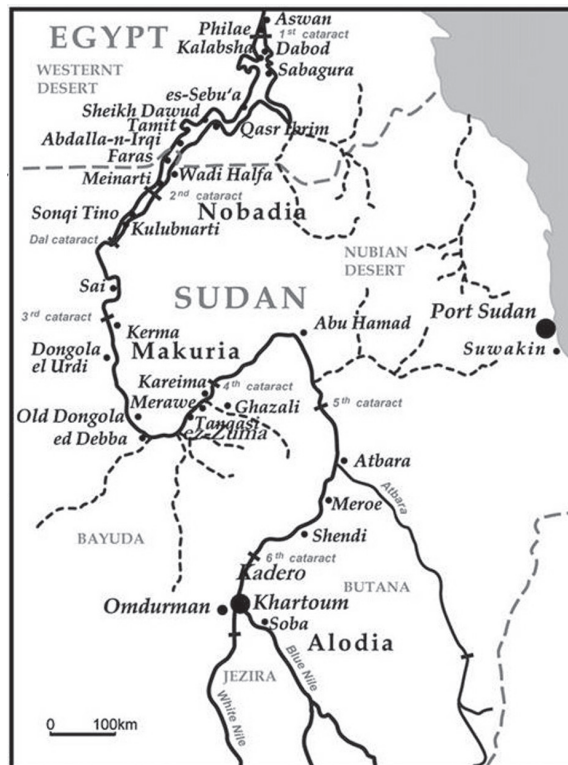 Aswan
EGYPT
Philae
1st cataract
Kalabsha
Dabod
WESTERNT
DESERT
Sabagura
es-Sebu'a
Sheikh Dawud
Tamit
Qasr Ibrim
Abdalla-n-Irqi
Faras
Meinarti
Wadi Halfa
2nd cataract
Nobadia
Sonqi Tino
Kulubnarti
Dal cataract
NUBIAN
DESERT
Sai
SUDAN
3rd cataract
Kerma
Abu Hamad
Port Sudan
Suwakin
Dongola
el Urdi
Makuria
Kareima
4th cataract
Merawe
Ghazali
5th cataract
Old Dongola
Tanqasi
ez-Zuma
ed Debba
Atbara
Atbara
Meroe
BAYUDA
Shendi
6th cataract
Kadero
BUTANA
Omdurman
Khartoum
Soba
Alodia
JEZIRA
Blue Nile
White Nile
0 100km